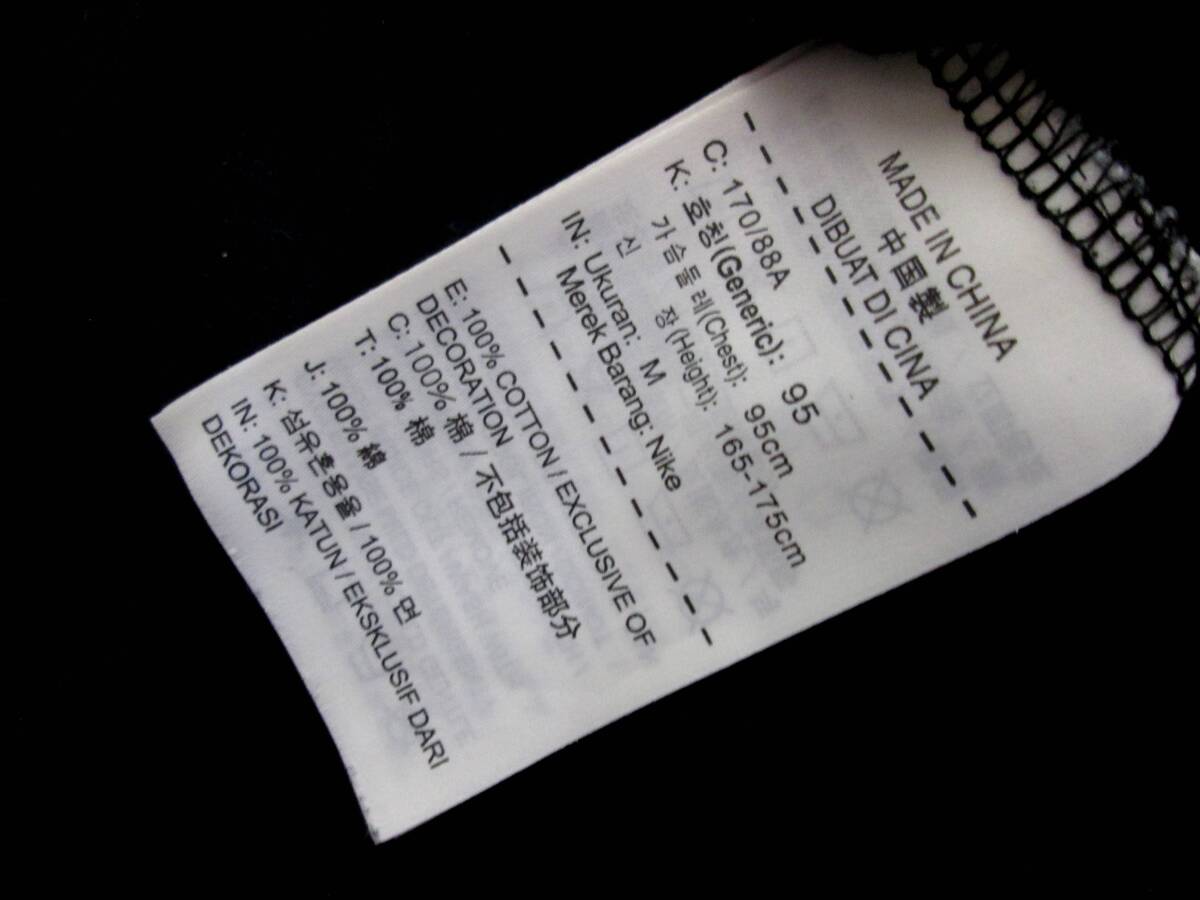 MADE IN CHINA
中国製
DIBUAT DI CINA
C: 170/88A
K: 호칭(Generic): 95
가슴둘레(Chest): 95cm
신 장(Height): 165-175cm
IN: Ukuran: M
Merek Barang: Nike
E: 100% COTTON / EXCLUSIVE OF
DECORATION
C: 100% 棉 / 不包括装饰部分
T: 100% 棉
J: 100% 綿
K: 섬유혼용율 / 100% 면
IN: 100% KATUN / EKSKLUSIF DARI
DEKORASI